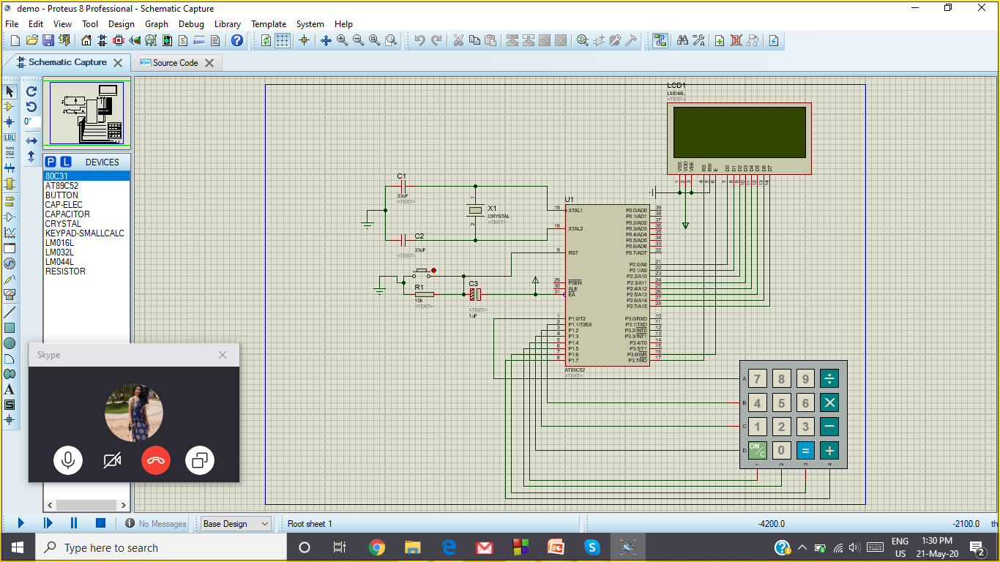 demo - Proteus 8 Professional - Schematic Capture
File Edit View Tool Design Graph Debug Library Template System Help
Schematic Capture
Source Code
0°
LBL
P L DEVICES
80C31
AT89C52
BUTTON
CAP-ELEC
CAPACITOR
CRYSTAL
KEYPAD-SMALLCALC
LM016L
LM032L
LM044L
RESISTOR
A
S
LCD1
LM044L
<TEXT>
VSS VDD VEE RS RW E D0 D1 D2 D3 D4 D5 D6 D7
1 2 3 4 5 6 7 8 9 10 11 12 13 14
C1
33uF
<TEXT>
X1
CRYSTAL
<TEXT>
1
2
C2
33uF
<TEXT>
R1
10k
<TEXT>
C3
<TEXT>
1uF
U1
19 XTAL1
18 XTAL2
9 RST
29 PSEN
30 ALE
31 EA
1 P1.0/T2
2 P1.1/T2EX
3 P1.2
4 P1.3
5 P1.4
6 P1.5
7 P1.6
8 P1.7
P0.0/AD0 39
P0.1/AD1 38
P0.2/AD2 37
P0.3/AD3 36
P0.4/AD4 35
P0.5/AD5 34
P0.6/AD6 33
P0.7/AD7 32
P2.0/A8 21
P2.1/A9 22
P2.2/A10 23
P2.3/A11 24
P2.4/A12 25
P2.5/A13 26
P2.6/A14 27
P2.7/A15 28
P3.0/RXD 10
P3.1/TXD 11
P3.2/INT0 12
P3.3/INT1 13
P3.4/T0 14
P3.5/T1 15
P3.6/WR 16
P3.7/RD 17
AT89C52
<TEXT>
A 7 8 9 ÷
B 4 5 6 ×
C 1 2 3 −
D ON/C 0 = +
1 2 3 4
Skype
No Messages
Base Design
Root sheet 1
-4200.0
-2100.0
th
Type here to search
ENG
US
1:30 PM
21-May-20
2